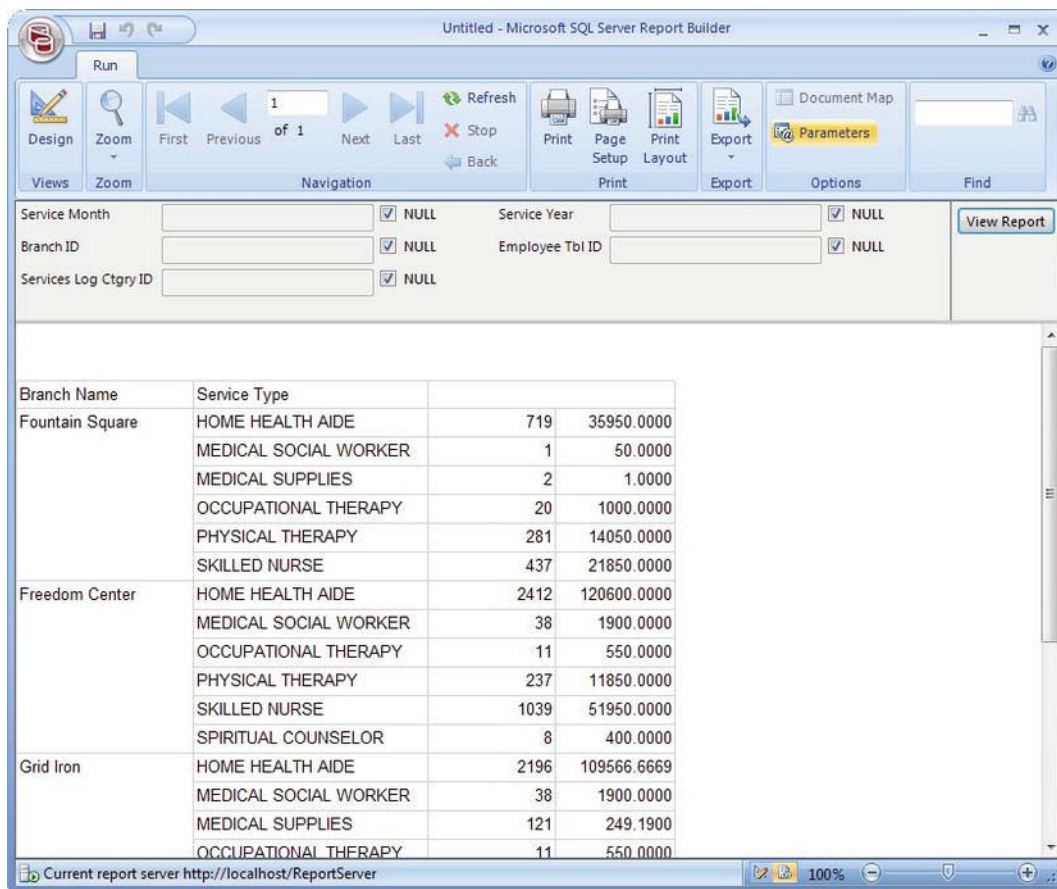 Untitled - Microsoft SQL Server Report Builder
Run
Design
Zoom
First
Previous
1
of 1
Next
Last
Refresh
Stop
Back
Print
Page Setup
Print Layout
Export
Document Map
Parameters
Views
Zoom
Navigation
Print
Export
Options
Find
Service Month NULL Service Year NULL View Report
Branch ID NULL Employee Tbl ID NULL
Services Log Ctgry ID NULL
Branch Name Service Type
Fountain Square HOME HEALTH AIDE 719 35950.0000
MEDICAL SOCIAL WORKER 1 50.0000
MEDICAL SUPPLIES 2 1.0000
OCCUPATIONAL THERAPY 20 1000.0000
PHYSICAL THERAPY 281 14050.0000
SKILLED NURSE 437 21850.0000
Freedom Center HOME HEALTH AIDE 2412 120600.0000
MEDICAL SOCIAL WORKER 38 1900.0000
OCCUPATIONAL THERAPY 11 550.0000
PHYSICAL THERAPY 237 11850.0000
SKILLED NURSE 1039 51950.0000
SPIRITUAL COUNSELOR 8 400.0000
Grid Iron HOME HEALTH AIDE 2196 109566.6669
MEDICAL SOCIAL WORKER 38 1900.0000
MEDICAL SUPPLIES 121 249.1900
OCCUPATIONAL THERAPY 11 550.0000
Current report server http://localhost/ReportServer 100%